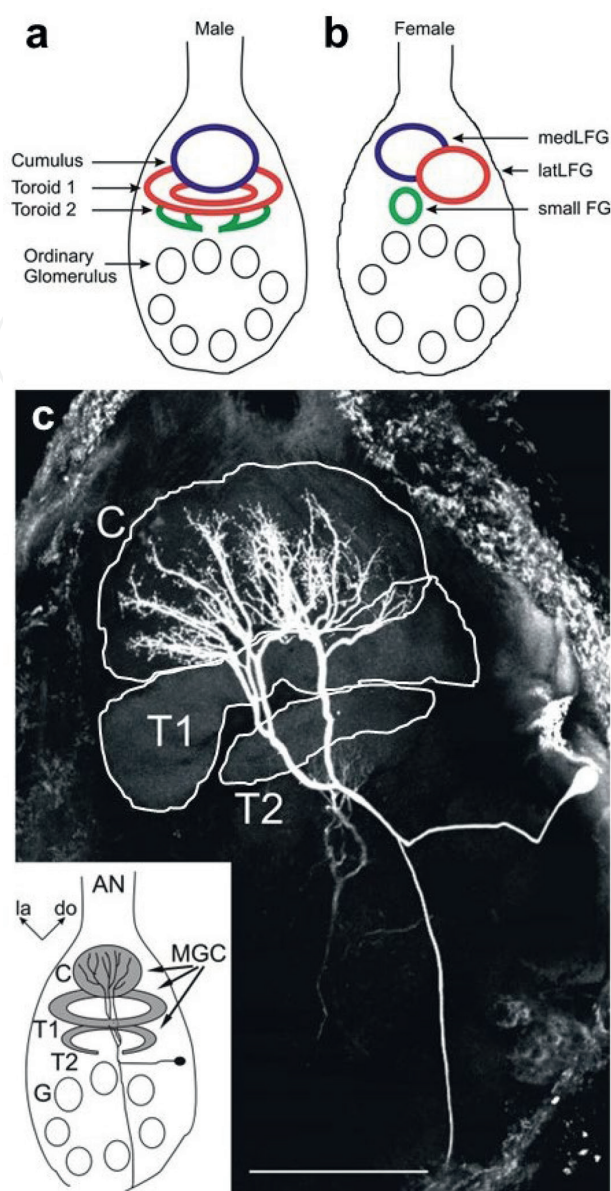 a
Male
b
Female
Cumulus
Toroid 1
Toroid 2
Ordinary
Glomerulus
medLFG
latLFG
small FG
c
C
T1
T2
AN
la
do
MGC
C
T1
T2
G